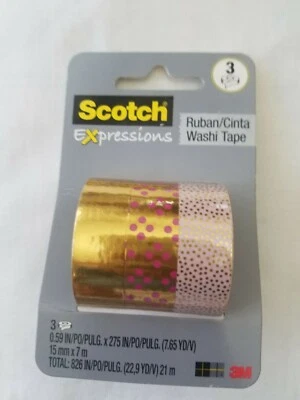 3
Scotch
Expressions
Ruban/Cinta
Washi Tape
3
0.59 IN/PO/PULG. x 275 IN/PO/PULG. (7.65 YD/V)
15 mm x 7 m
TOTAL: 826 IN/PO/PULG. (22,9 YD/V) 21 m
3M